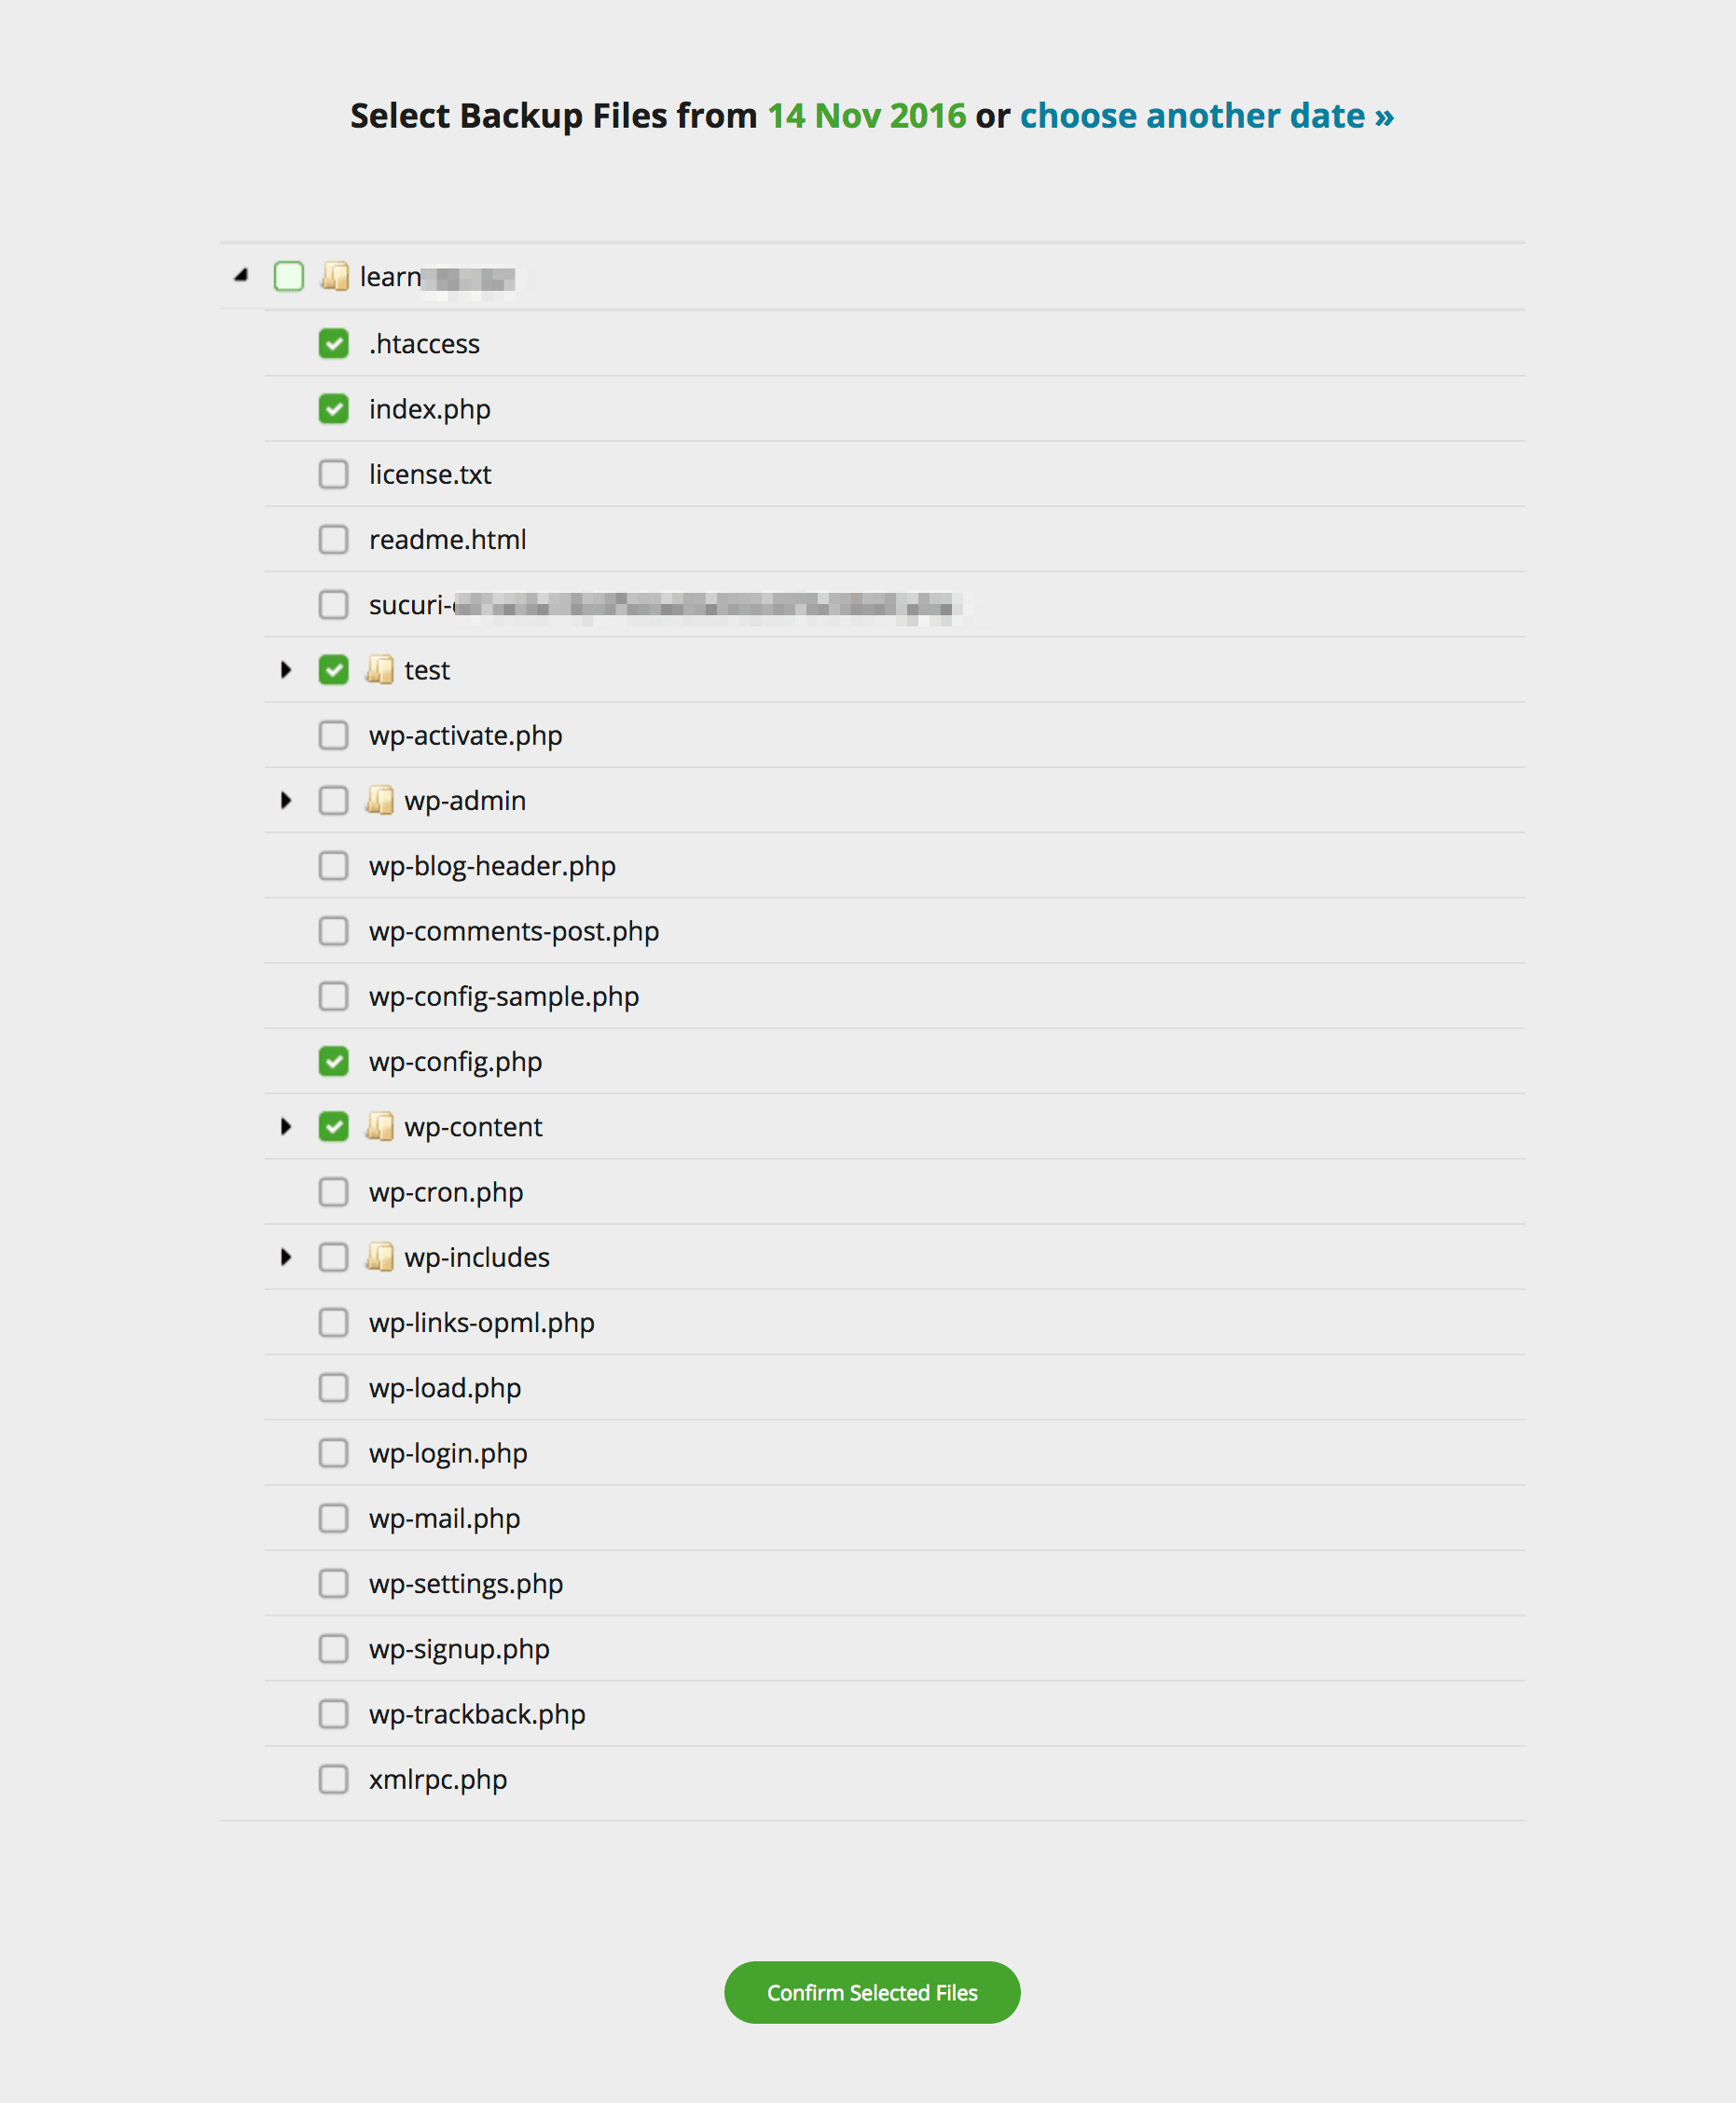 Select Backup Files from 14 Nov 2016 or choose another date »
learn
.htaccess
index.php
license.txt
readme.html
sucuri-
test
wp-activate.php
wp-admin
wp-blog-header.php
wp-comments-post.php
wp-config-sample.php
wp-config.php
wp-content
wp-cron.php
wp-includes
wp-links-opml.php
wp-load.php
wp-login.php
wp-mail.php
wp-settings.php
wp-signup.php
wp-trackback.php
xmlrpc.php
Confirm Selected Files